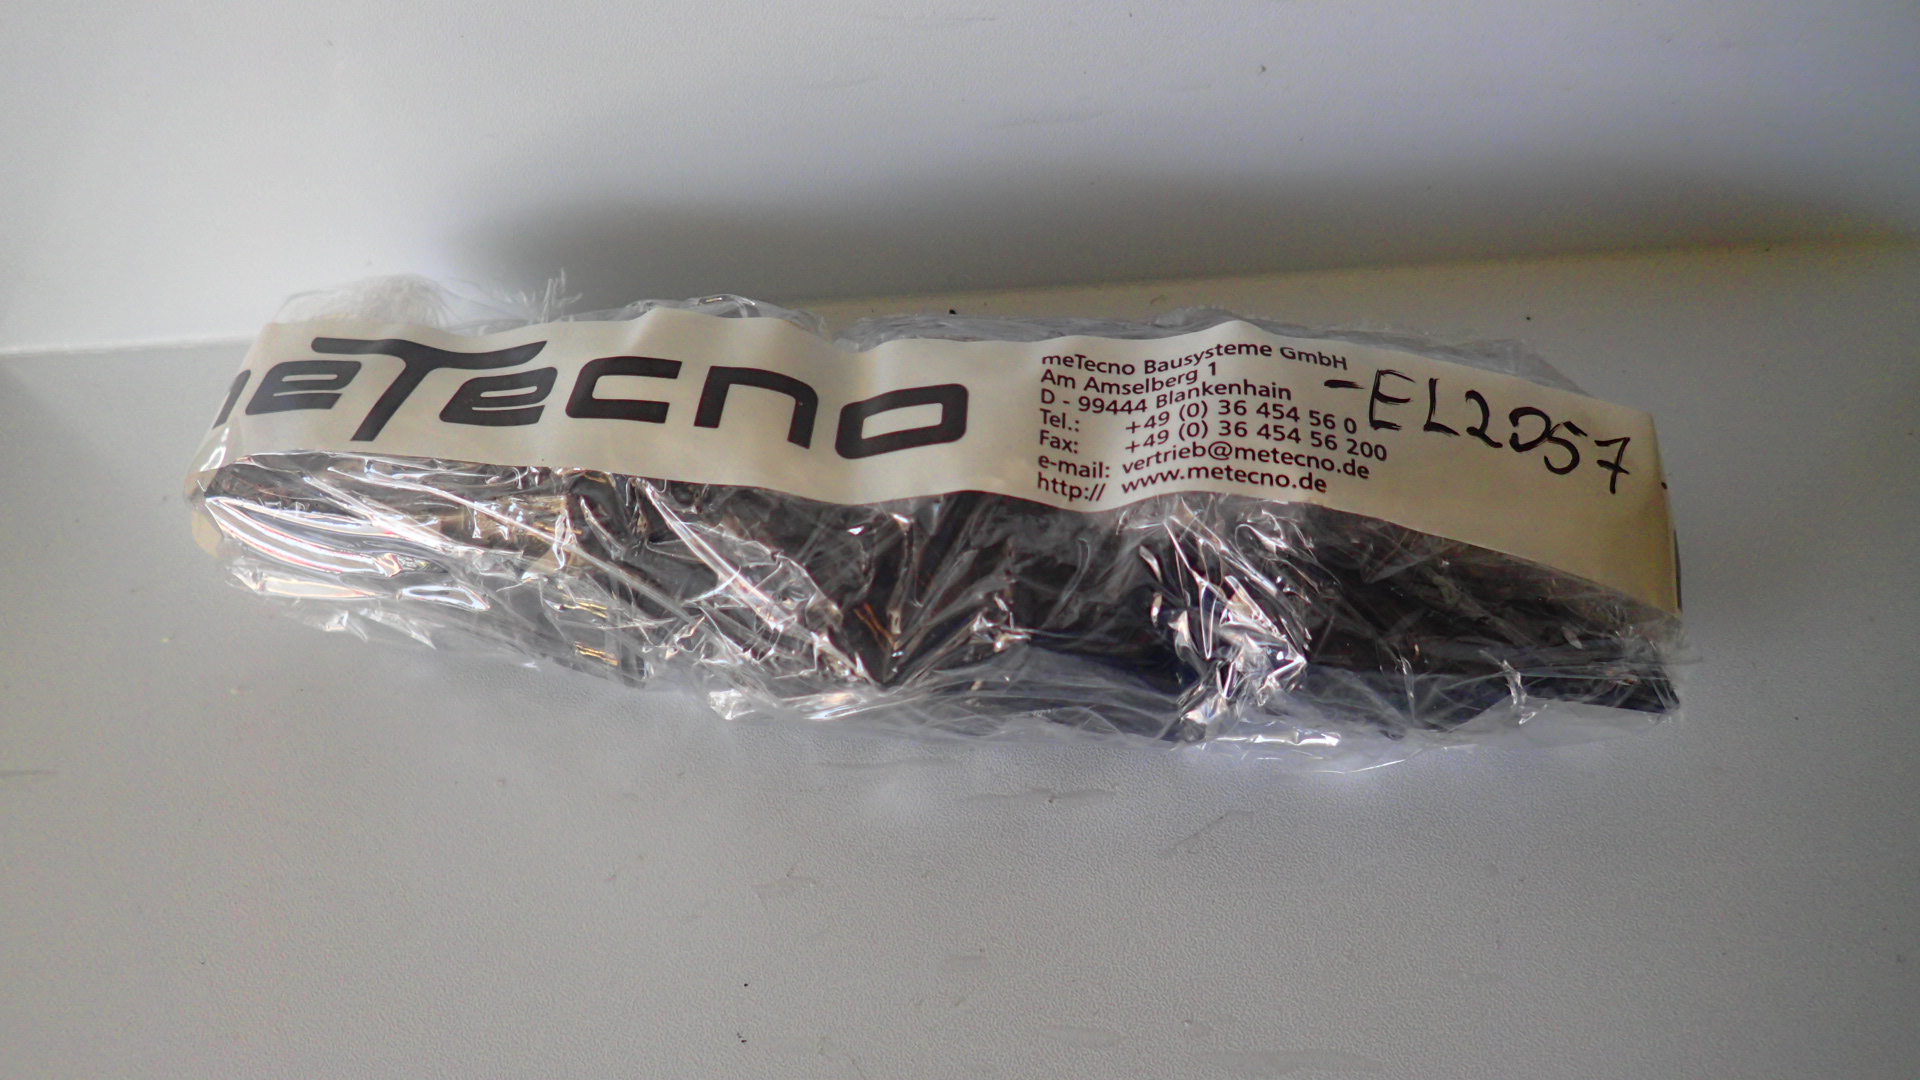 meTecno
meTecno Bausysteme GmbH
Am Amselberg 1
D - 99444 Blankenhain
Tel.: +49 (0) 36 454 56 0
Fax: +49 (0) 36 454 56 200
e-mail: vertrieb@metecno.de
http:// www.metecno.de
-EL2057